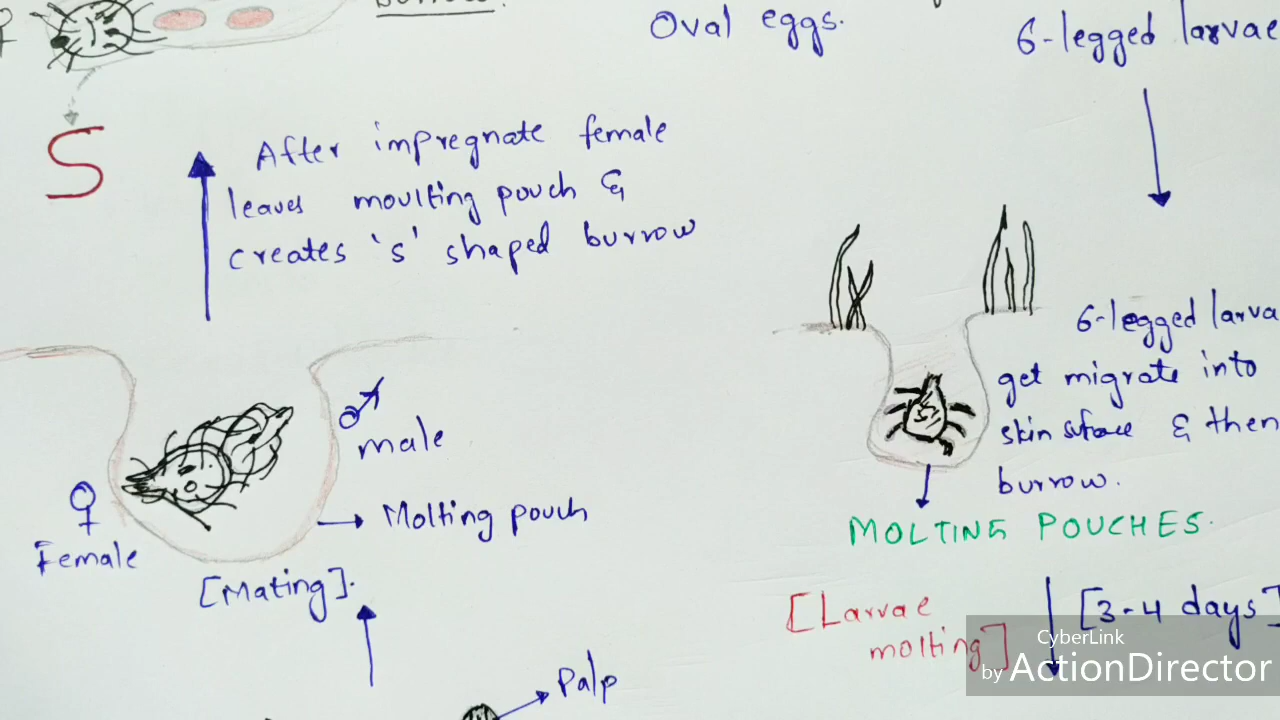 burrow.
Oval eggs.
6-legged larvae
S
After impregnate female
leaves moulting pouch &
creates 's' shaped burrow
♂
male
♀
Female
Molting pouch
[Mating].
6-legged larva
get migrate into
skin surface & then
burrow.
MOLTING POUCHES.
[Larvae
molting]
[3-4 days]
Palp
CyberLink
by ActionDirector